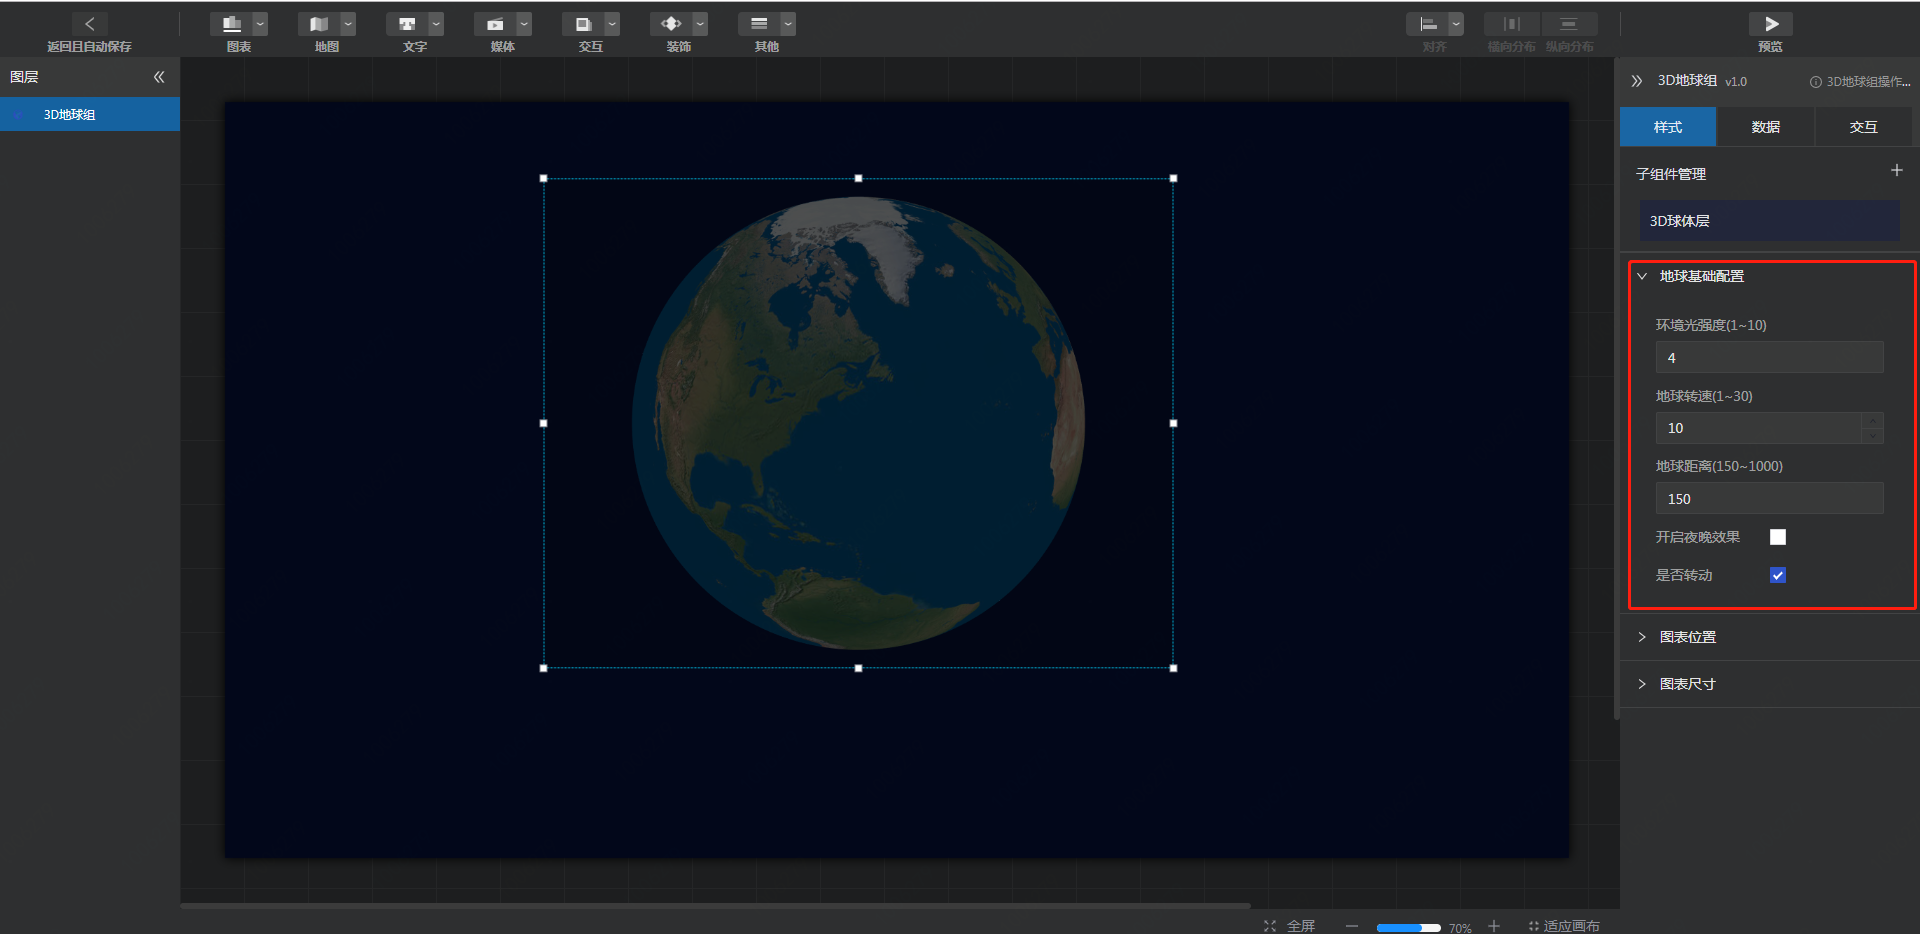 返回且自动保存
图表
地图
文字
媒体
交互
装饰
其他
对齐
横向分布
纵向分布
预览
图层
3D地球组
3D地球组 v1.0
3D地球组操作...
样式
数据
交互
子组件管理
3D球体层
地球基础配置
环境光强度(1~10)
4
地球转速(1~30)
10
地球距离(150~1000)
150
开启夜晚效果
是否转动
图表位置
图表尺寸
全屏
70%
适应画布